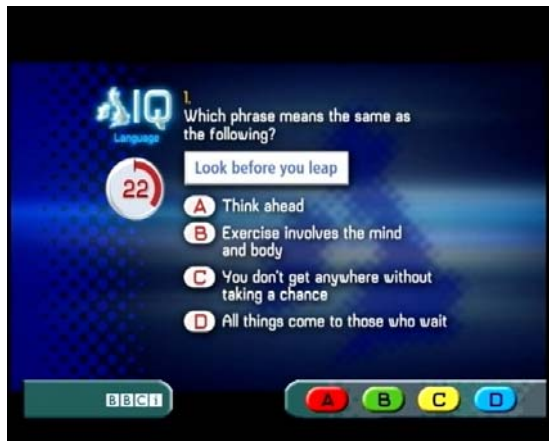 IQ
Language
1.
Which phrase means the same as
the following?
Look before you leap
22
A Think ahead
B Exercise involves the mind
and body
C You don't get anywhere without
taking a chance
D All things come to those who wait
BBCi
A B C D